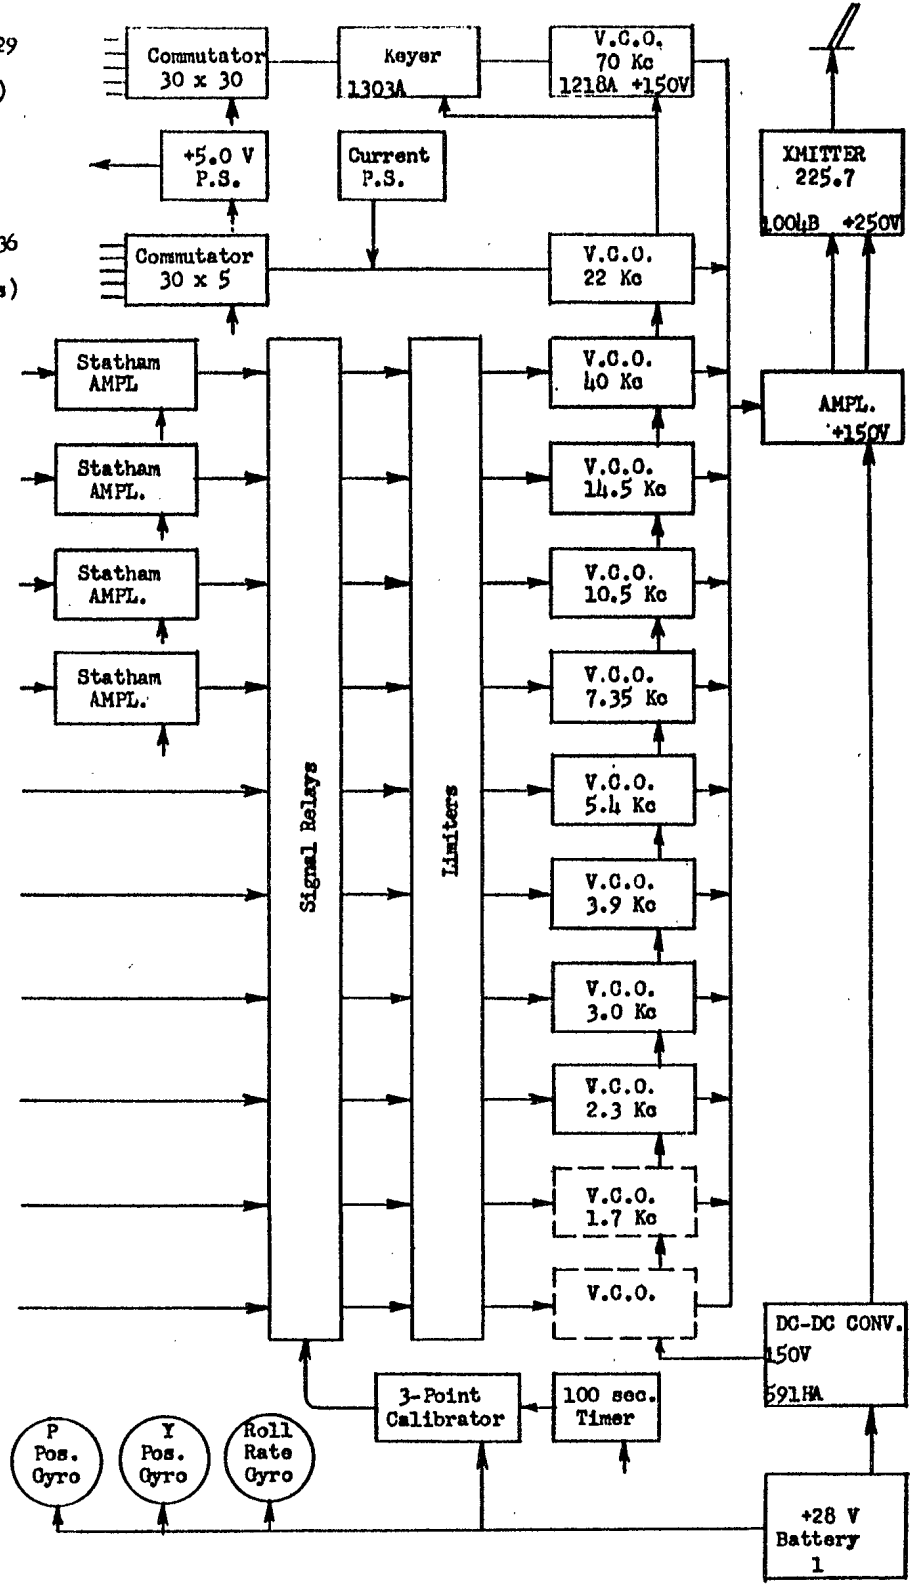 29
)
36
s)
Commutator
30 x 30
Keyer
1303A
V.C.O.
70 Kc
1218A +150V
+5.0 V
P.S.
Current
P.S.
XMITTER
225.7
1004B +250V
Commutator
30 x 5
V.C.O.
22 Kc
Statham
AMPL
V.C.O.
40 Kc
AMPL.
+150V
Statham
AMPL.
V.C.O.
14.5 Kc
Statham
AMPL.
V.C.O.
10.5 Kc
Statham
AMPL.
V.C.O.
7.35 Kc
Signal Relays
Limiters
V.C.O.
5.4 Kc
V.C.O.
3.9 Kc
V.C.O.
3.0 Kc
V.C.O.
2.3 Kc
V.C.O.
1.7 Kc
V.C.O.
DC-DC CONV.
150V
591HA
3-Point
Calibrator
100 sec.
Timer
P
Pos.
Gyro
Y
Pos.
Gyro
Roll
Rate
Gyro
+28 V
Battery
1